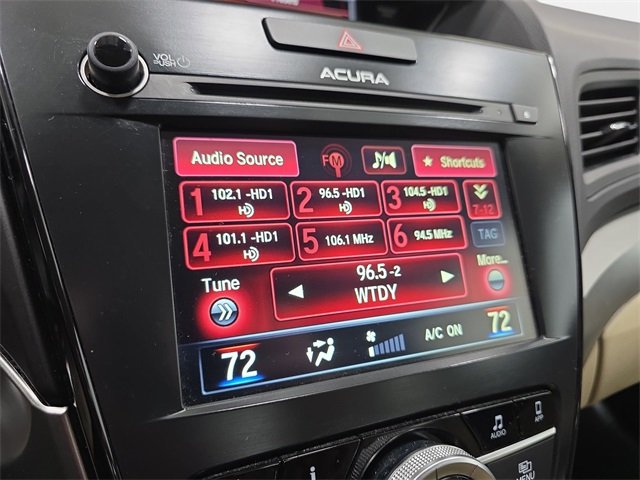 VOL
PUSH
ACURA
Audio Source
FM
Shortcuts
1 102.1 -HD1
2 96.5 -HD1
3 104.5 -HD1
7-12
4 101.1 -HD1
5 106.1 MHz
6 94.5 MHz
TAG
Tune
96.5 -2
WTDY
More...
72
A/C ON
72
AUDIO
APP
i
MENU